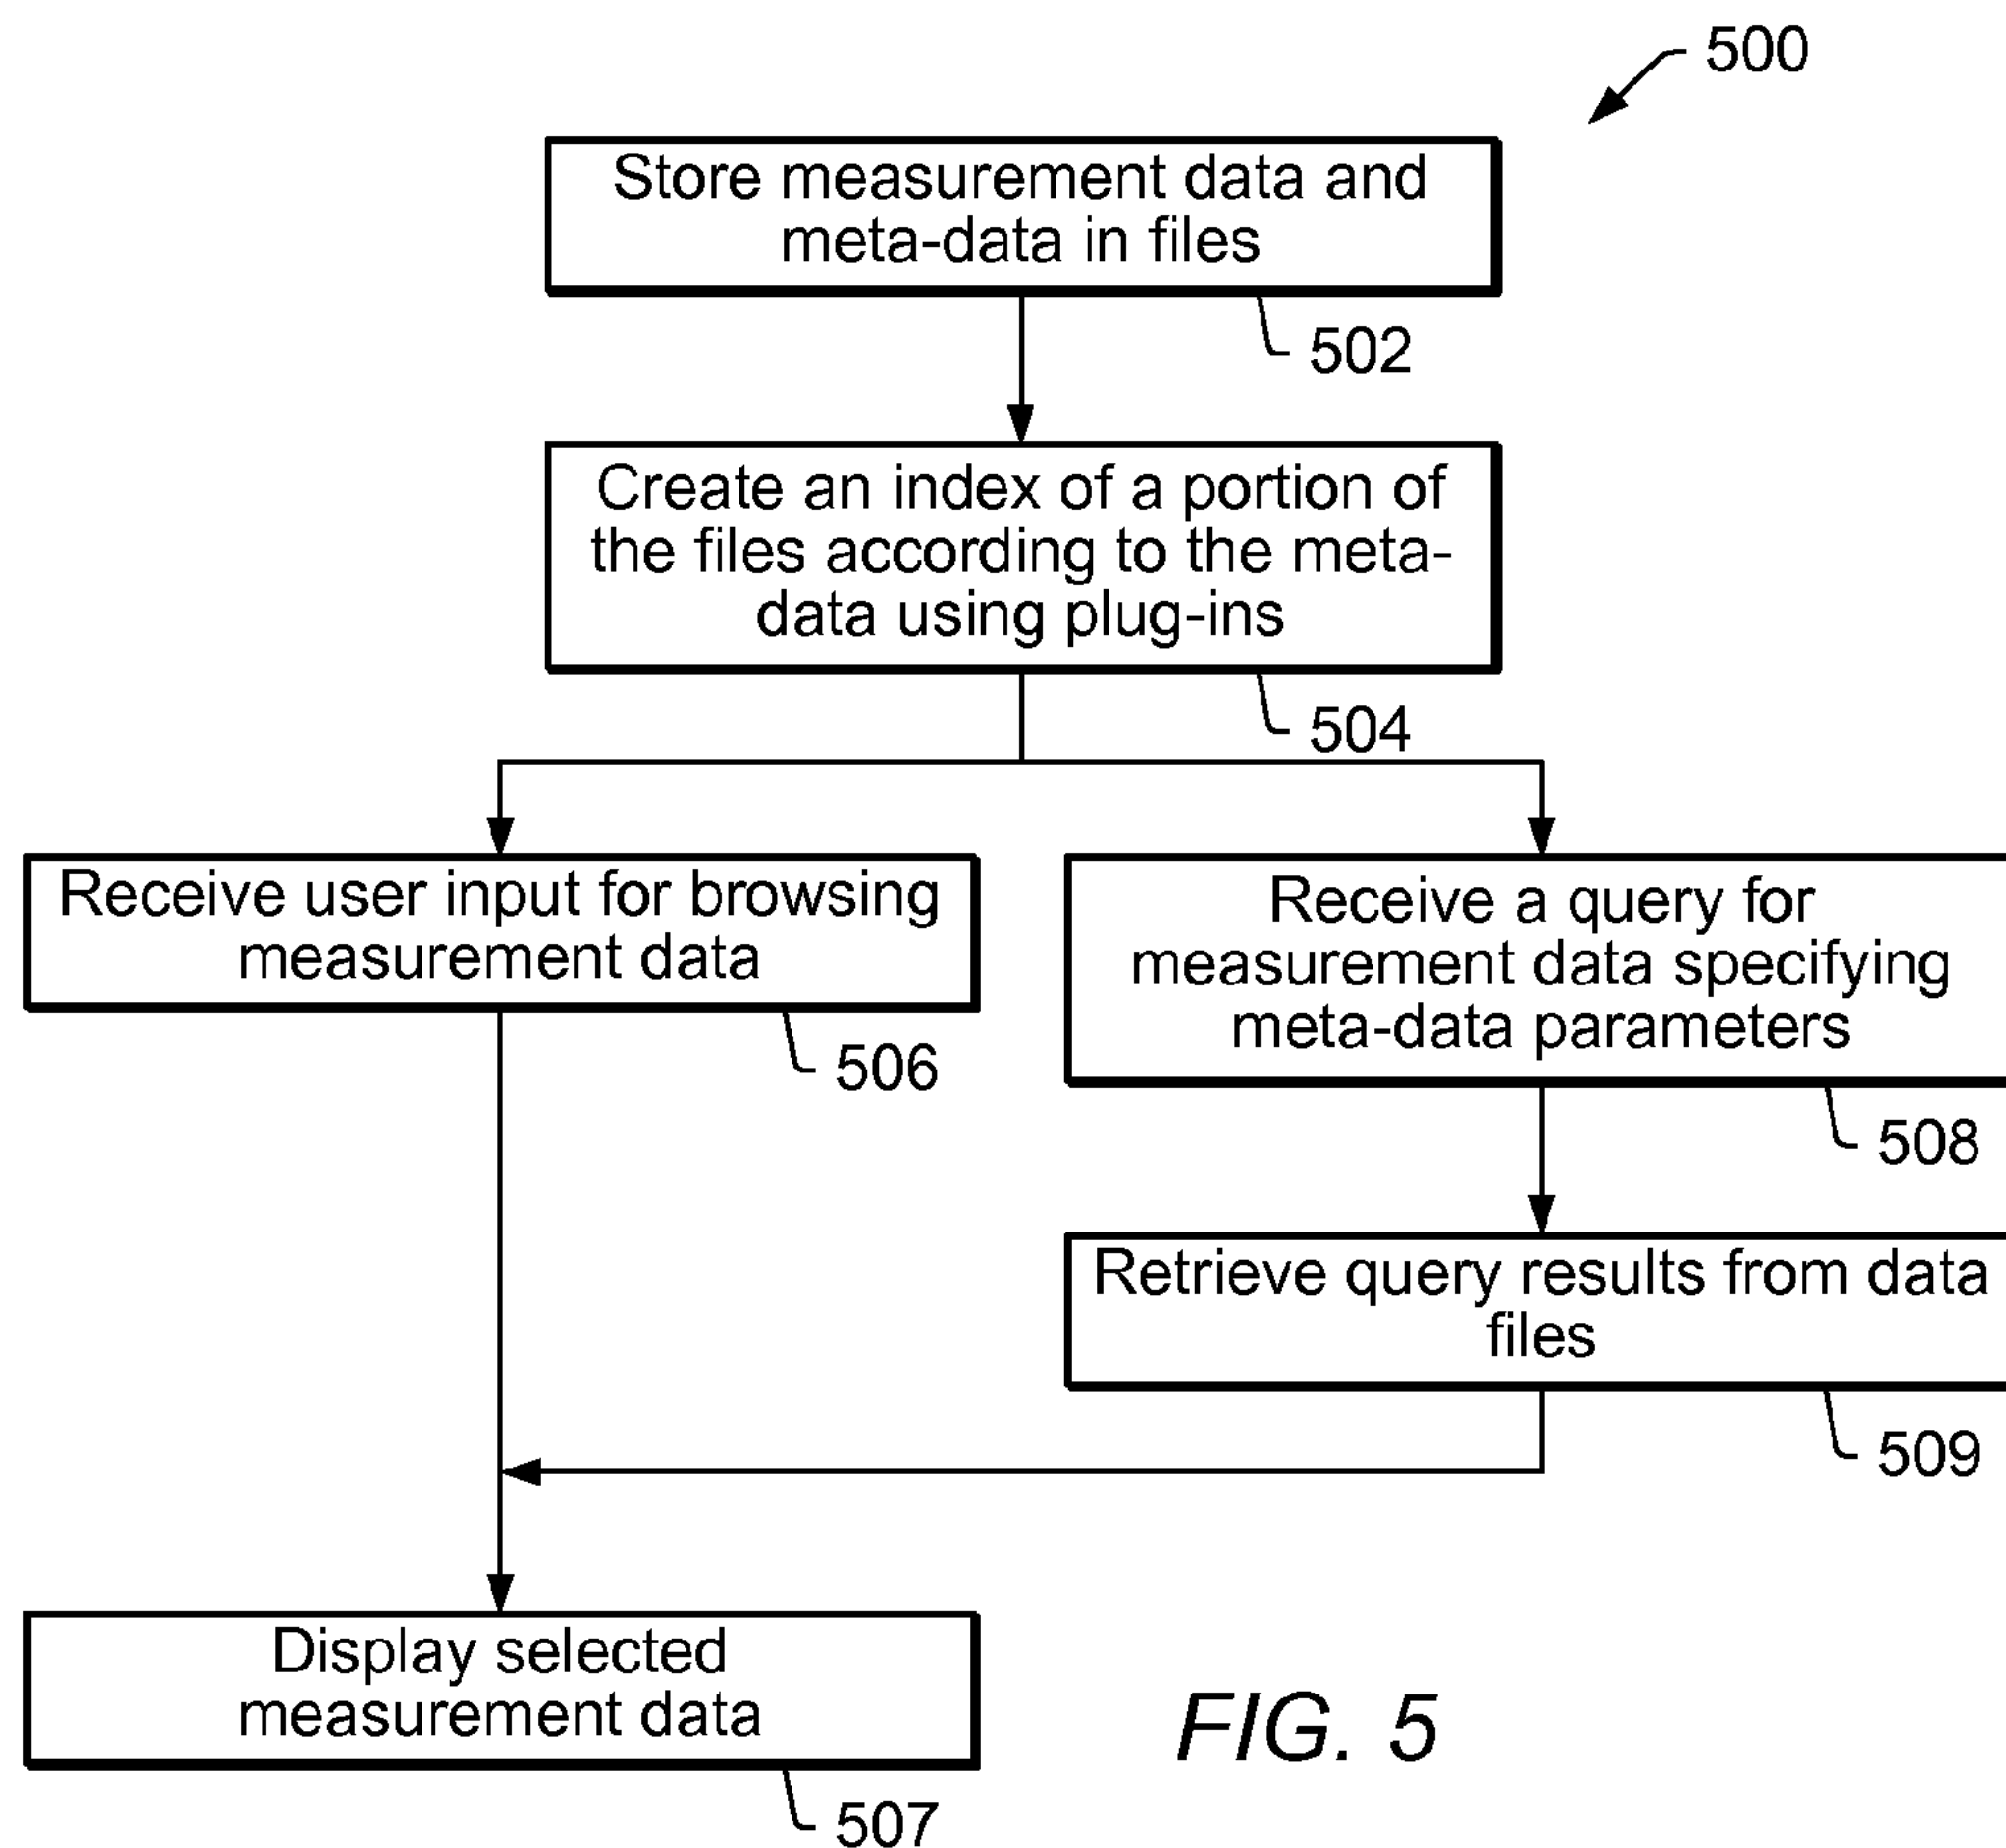 500
Store measurement data and
meta-data in files
502
Create an index of a portion of
the files according to the meta-
data using plug-ins
504
Receive user input for browsing
measurement data
506
Receive a query for
measurement data specifying
meta-data parameters
508
Retrieve query results from data
files
509
Display selected
measurement data
507
FIG. 5